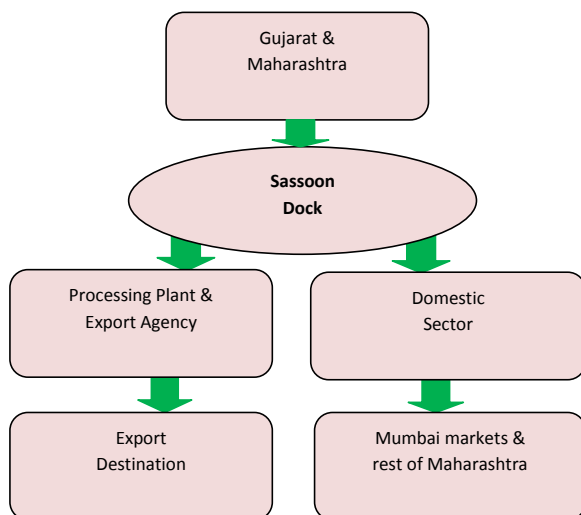 Gujarat &
Maharashtra
Sassoon
Dock
Processing Plant &
Export Agency
Domestic
Sector
Export
Destination
Mumbai markets &
rest of Maharashtra